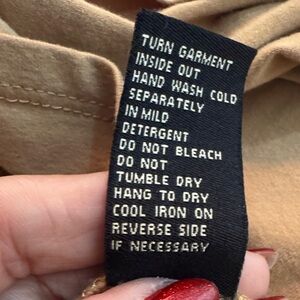 TURN GARMENT
INSIDE OUT
HAND WASH COLD
SEPARATELY
IN MILD
DETERGENT
DO NOT BLEACH
DO NOT
TUMBLE DRY
HANG TO DRY
COOL IRON ON
REVERSE SIDE
IF NECESSARY